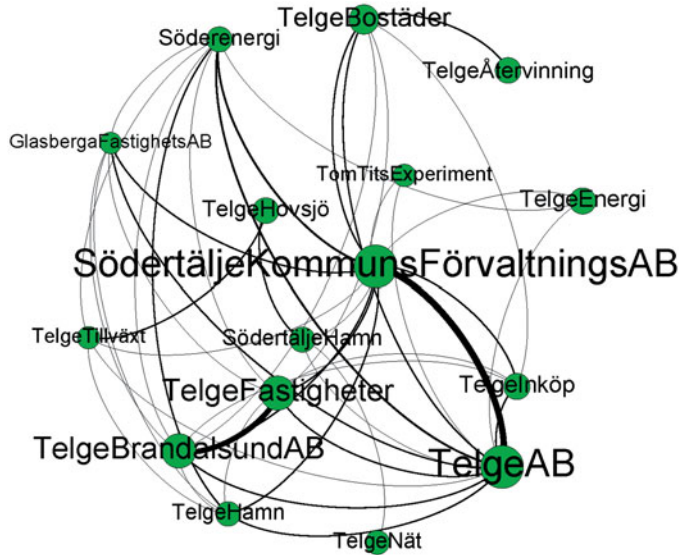 TelgeBostäder
Söderenergi
TelgeÅtervinning
GlasbergaFastighetsAB
TomTitsExperiment
TelgeHovsjö
TelgeEnergi
SödertäljeKommunsFörvaltningsAB
TelgeTillväxt
SödertäljeHamn
TelgeFastigheter
TelgeInköp
TelgeBrandalsundAB
TelgeAB
TelgeHamn
TelgeNät